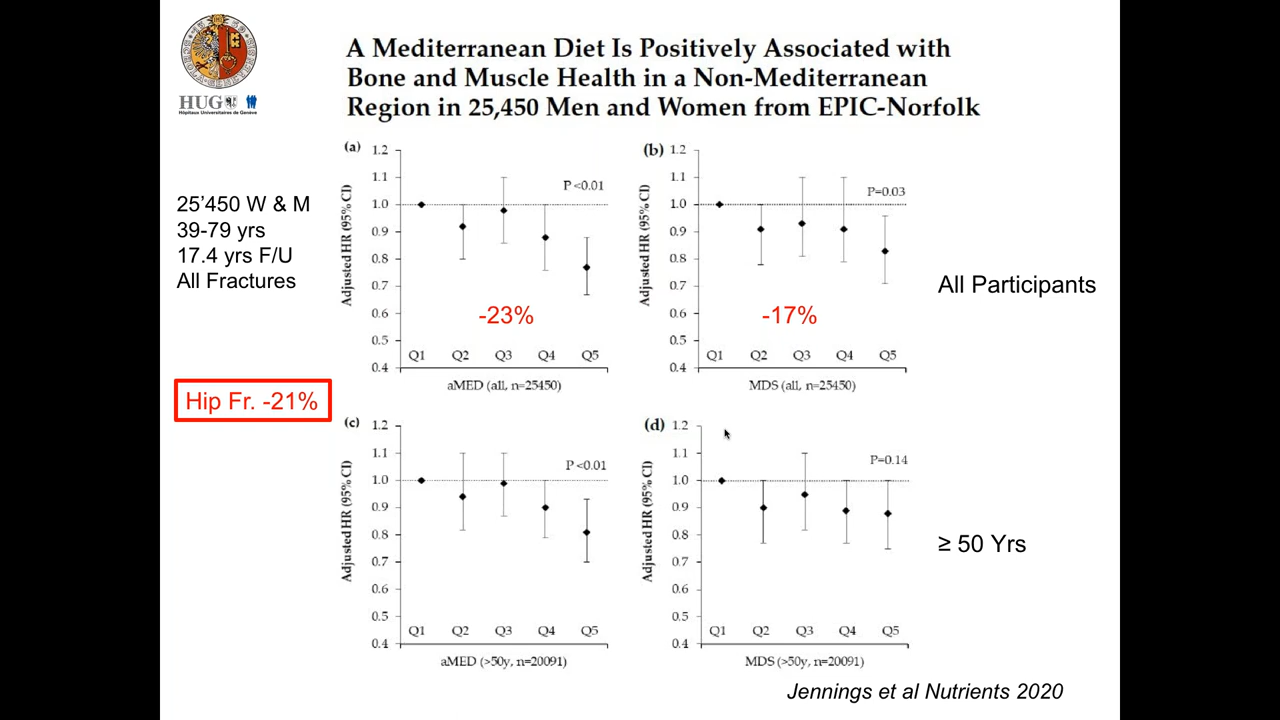 A Mediterranean Diet Is Positively Associated with
Bone and Muscle Health in a Non-Mediterranean
Region in 25,450 Men and Women from EPIC-Norfolk
HUG
Hôpitaux Universitaires de Genève
25’450 W & M
39-79 yrs
17.4 yrs F/U
All Fractures
Hip Fr. -21%
(a)
Adjusted HR (95% CI)
1.2
1.1
1.0
0.9
0.8
0.7
0.6
0.5
0.4
P <0.01
-23%
Q1 Q2 Q3 Q4 Q5
aMED (all, n=25450)
(b)
Adjusted HR (95% CI)
1.2
1.1
1.0
0.9
0.8
0.7
0.6
0.5
0.4
P=0.03
-17%
Q1 Q2 Q3 Q4 Q5
MDS (all, n=25450)
All Participants
(c)
Adjusted HR (95% CI)
1.2
1.1
1.0
0.9
0.8
0.7
0.6
0.5
0.4
P <0.01
Q1 Q2 Q3 Q4 Q5
aMED (>50y, n=20091)
(d)
Adjusted HR (95% CI)
1.2
1.1
1.0
0.9
0.8
0.7
0.6
0.5
0.4
P=0.14
Q1 Q2 Q3 Q4 Q5
MDS (>50y, n=20091)
≥ 50 Yrs
Jennings et al Nutrients 2020